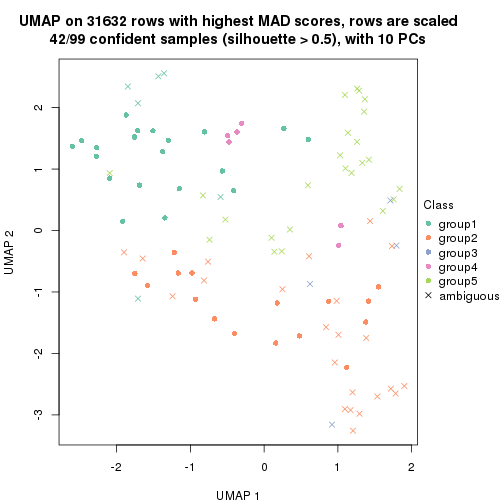 UMAP on 31632 rows with highest MAD scores, rows are scaled
42/99 confident samples (silhouette > 0.5), with 10 PCs
2
1
0
-1
-2
-3
UMAP 2
-2
-1
0
1
2
UMAP 1
Class
group1
group2
group3
group4
group5
ambiguous